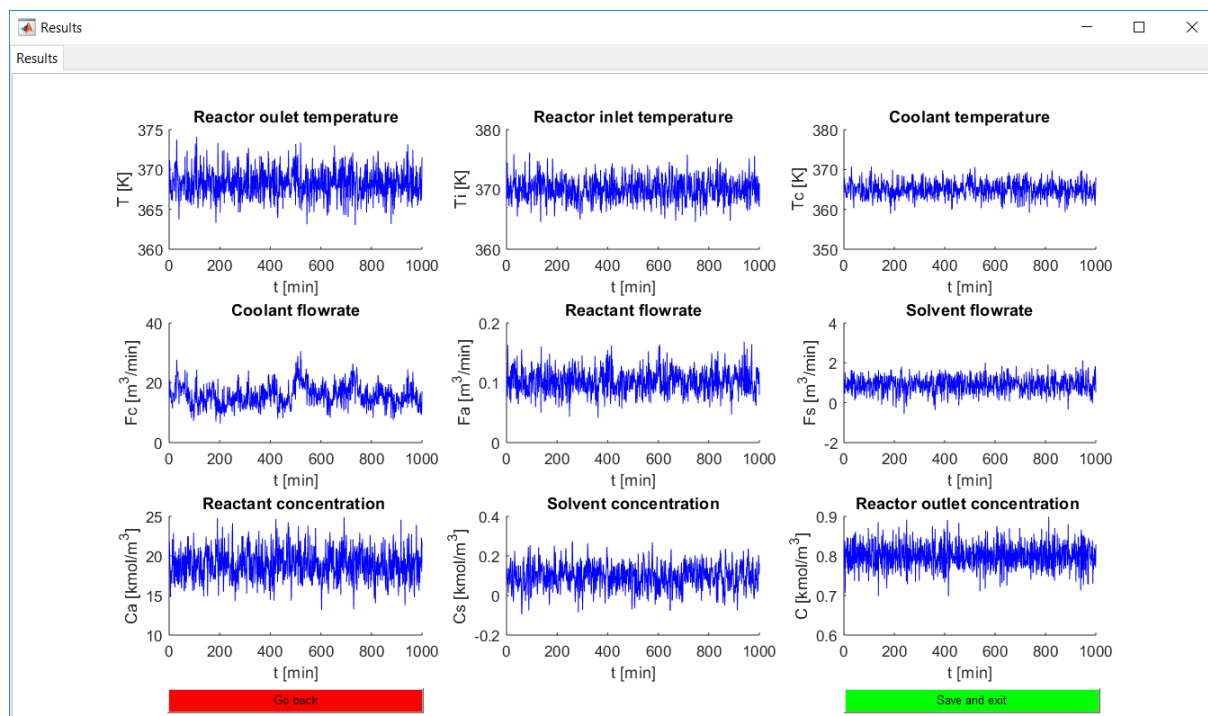 Results
Results
Reactor oulet temperature
375
370
365
360
T [K]
0 200 400 600 800 1000
t [min]
Reactor inlet temperature
380
370
360
Ti [K]
0 200 400 600 800 1000
t [min]
Coolant temperature
380
370
360
350
Tc [K]
0 200 400 600 800 1000
t [min]
Coolant flowrate
40
20
0
Fc [m³/min]
0 200 400 600 800 1000
t [min]
Reactant flowrate
0.2
0.1
0
Fa [m³/min]
0 200 400 600 800 1000
t [min]
Solvent flowrate
4
2
0
-2
Fs [m³/min]
0 200 400 600 800 1000
t [min]
Reactant concentration
25
20
15
10
Ca [kmol/m³]
0 200 400 600 800 1000
t [min]
Solvent concentration
0.4
0.2
0
-0.2
Cs [kmol/m³]
0 200 400 600 800 1000
t [min]
Reactor outlet concentration
0.9
0.8
0.7
0.6
C [kmol/m³]
0 200 400 600 800 1000
t [min]
Go back
Save and exit